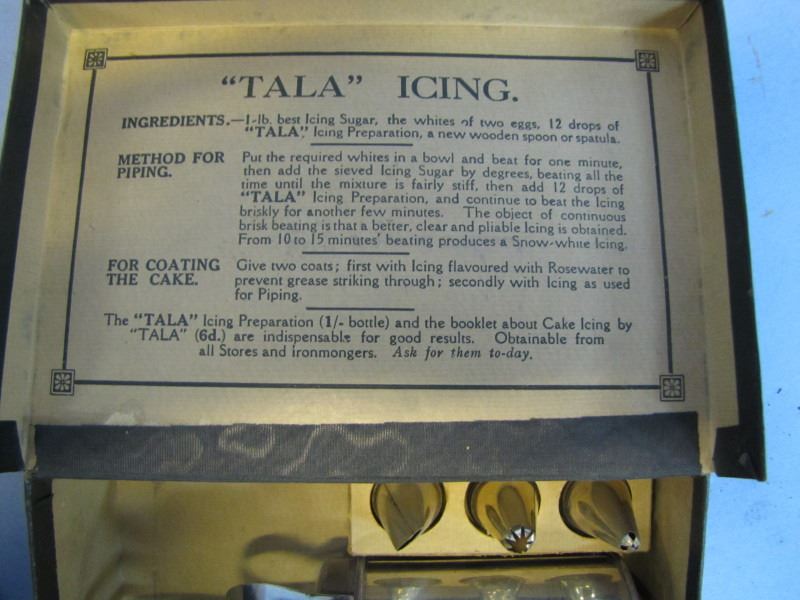 "TALA" ICING.
INGREDIENTS.—1-lb. best Icing Sugar, the whites of two eggs, 12 drops of
"TALA" Icing Preparation, a new wooden spoon or spatula.
METHOD FOR Put the required whites in a bowl and beat for one minute,
PIPING. then add the sieved Icing Sugar by degrees, beating all the
time until the mixture is fairly stiff, then add 12 drops of
"TALA" Icing Preparation, and continue to beat the Icing
briskly for another few minutes. The object of continuous
brisk beating is that a better, clear and pliable Icing is obtained.
From 10 to 15 minutes' beating produces a Snow-white Icing.
FOR COATING Give two coats; first with Icing flavoured with Rosewater to
THE CAKE. prevent grease striking through; secondly with Icing as used
for Piping.
The "TALA" Icing Preparation (1/- bottle) and the booklet about Cake Icing by
"TALA" (6d.) are indispensable for good results. Obtainable from
all Stores and Ironmongers. Ask for them to-day.